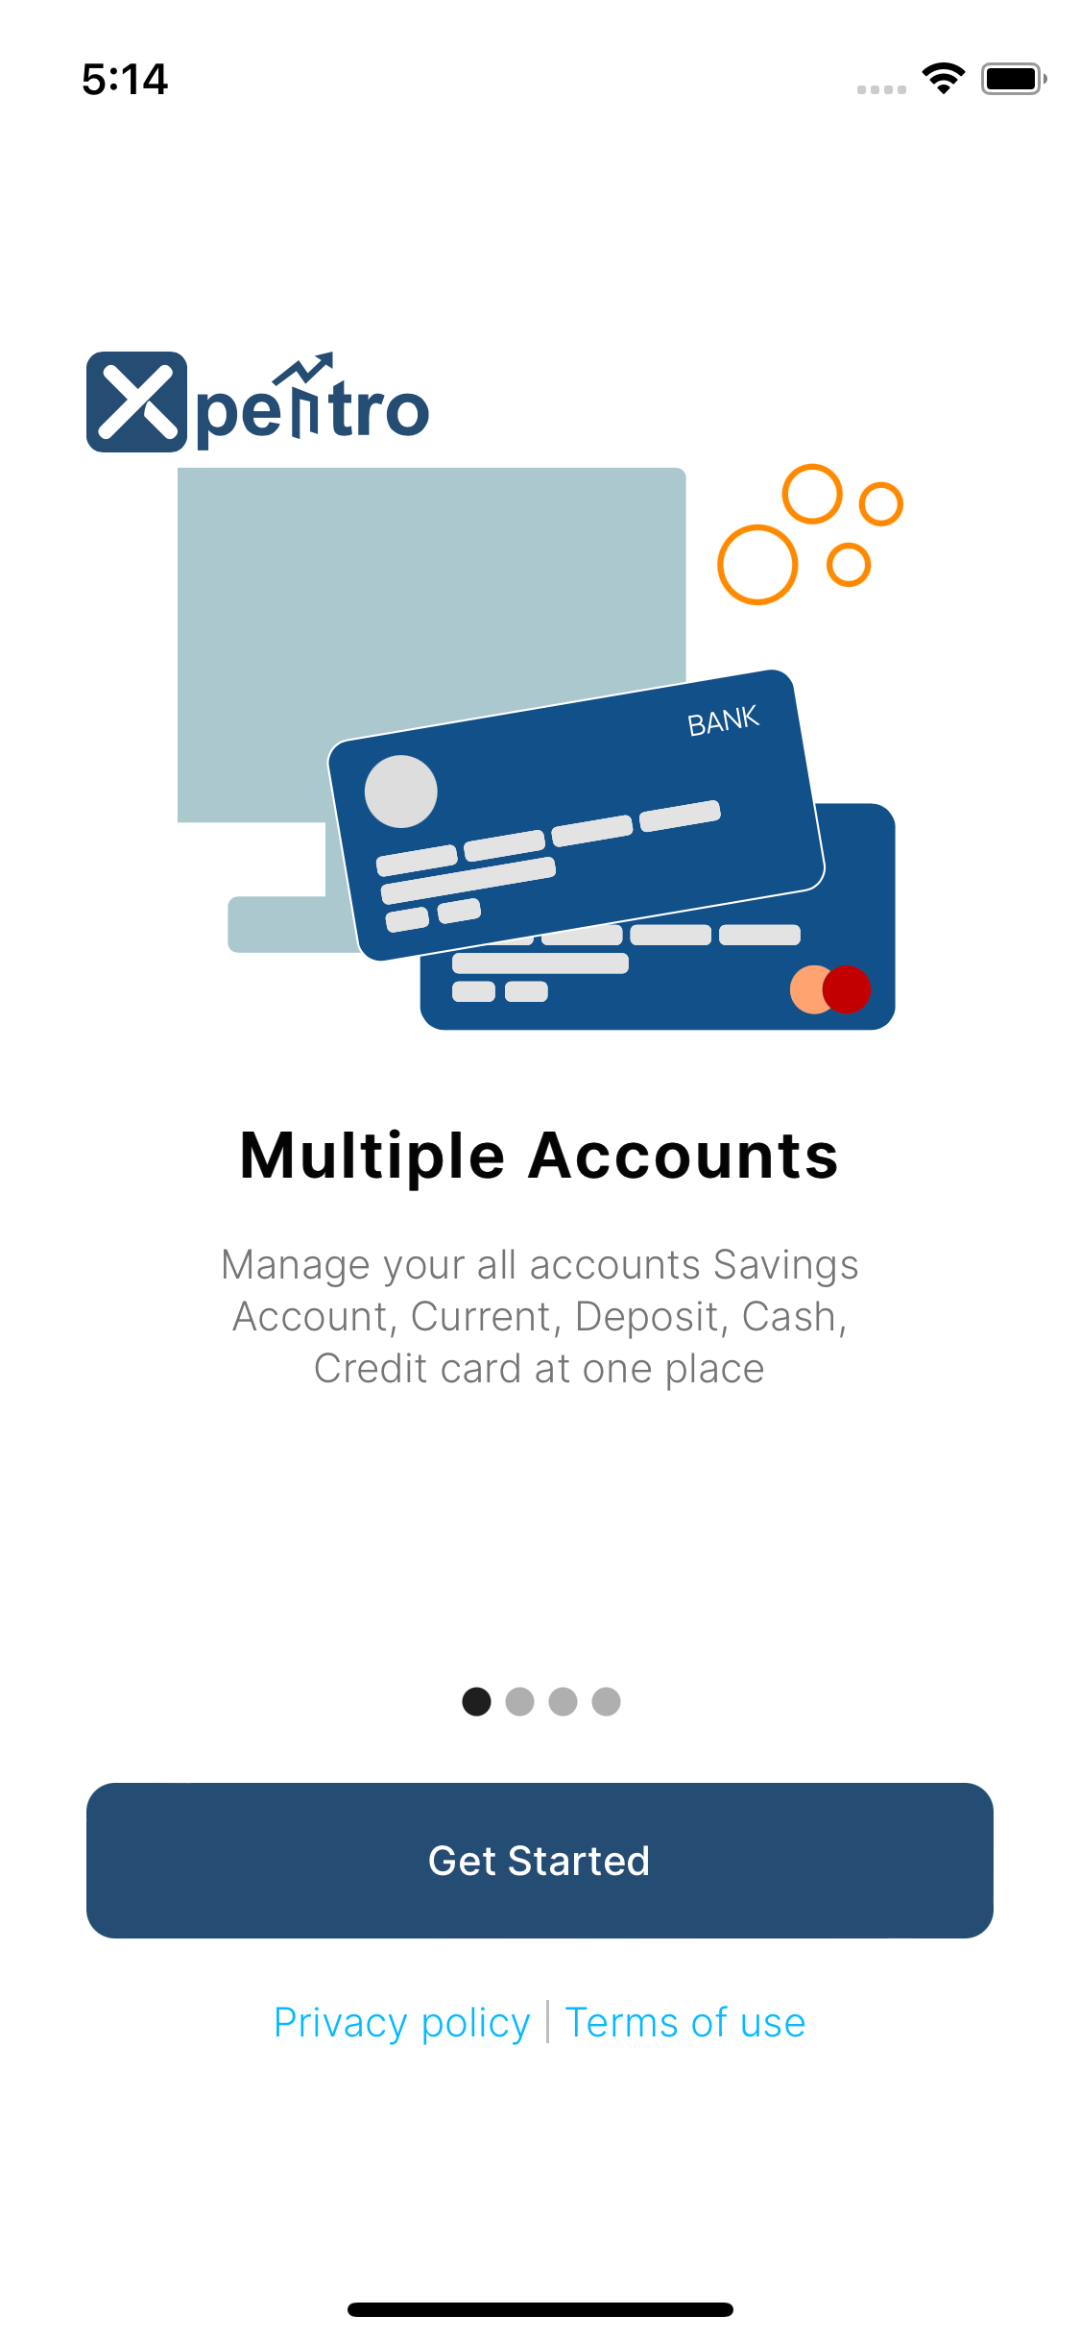 5:14
Xpentro
BANK
Multiple Accounts
Manage your all accounts Savings
Account, Current, Deposit, Cash,
Credit card at one place
Get Started
Privacy policy | Terms of use